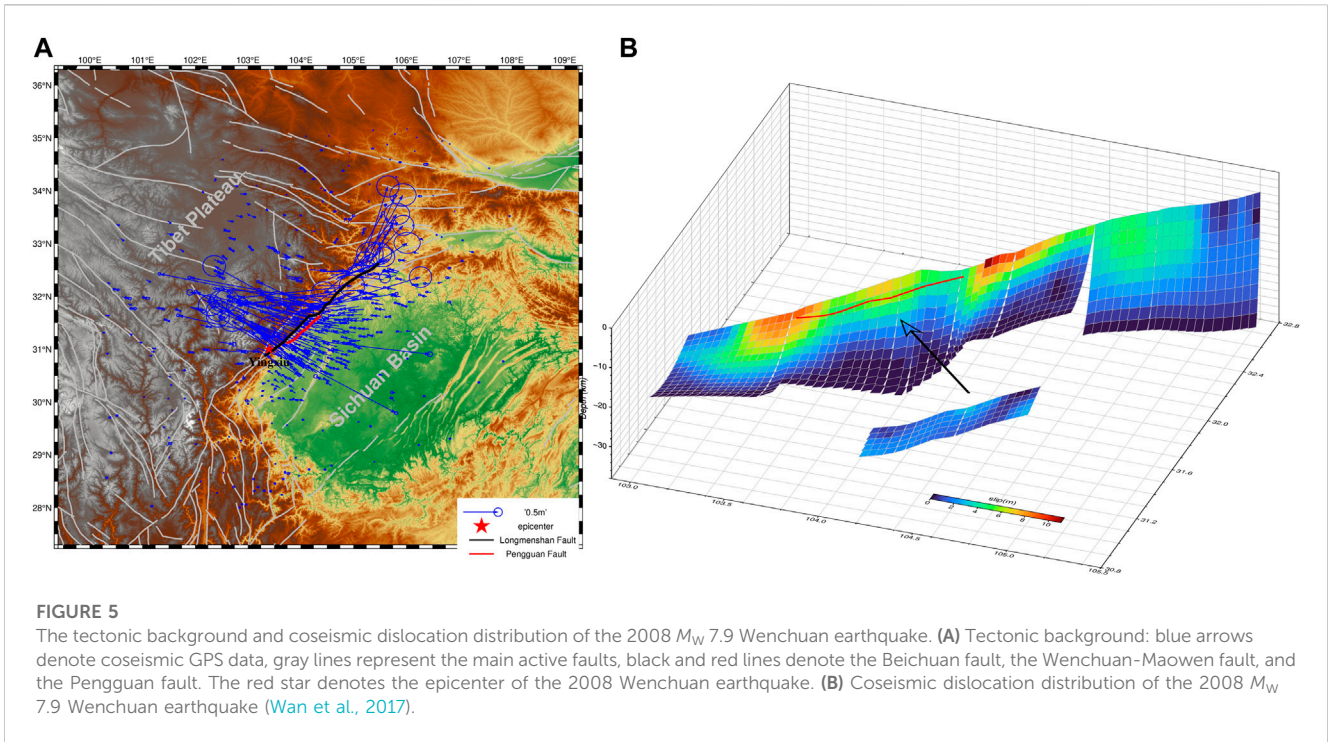 A
B
100°E 101°E 102°E 103°E 104°E 105°E 106°E 107°E 108°E 109°E
36°N
35°N
34°N
33°N
32°N
31°N
30°N
29°N
28°N
Tibet Plateau
Sichuan Basin
Yingxiu
'0.5m'
epicenter
Longmenshan Fault
Pengguan Fault
0
−10
−20
−30
Depth (km)
103.0
103.5
104.0
104.5
105.0
105.5
30.8
31.2
31.6
32.0
32.4
32.8
slip(m)
0 2 4 6 8 10
FIGURE 5
The tectonic background and coseismic dislocation distribution of the 2008 MW 7.9 Wenchuan earthquake. (A) Tectonic background: blue arrows
denote coseismic GPS data, gray lines represent the main active faults, black and red lines denote the Beichuan fault, the Wenchuan-Maowen fault, and
the Pengguan fault. The red star denotes the epicenter of the 2008 Wenchuan earthquake. (B) Coseismic dislocation distribution of the 2008 MW
7.9 Wenchuan earthquake (Wan et al., 2017).